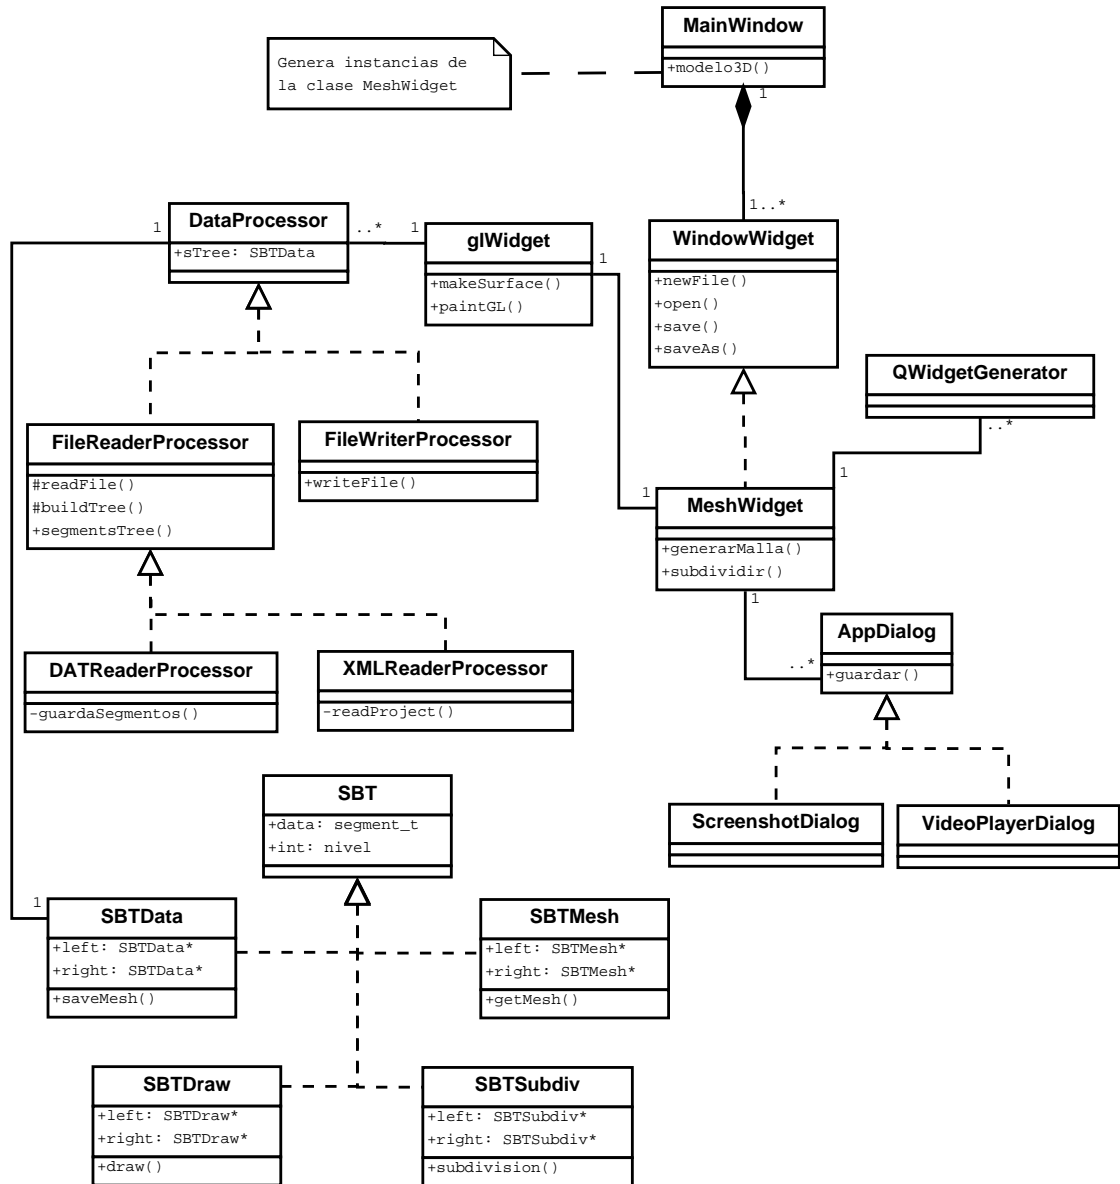 MainWindow
+modelo3D()
Genera instancias de
la clase MeshWidget
1
1..*
WindowWidget
+newFile()
+open()
+save()
+saveAs()
1
DataProcessor
+sTree: SBTData
..*
1
glWidget
+makeSurface()
+paintGL()
1
QWidgetGenerator
..*
FileReaderProcessor
#readFile()
#buildTree()
+segmentsTree()
FileWriterProcessor
+writeFile()
1
1
MeshWidget
+generarMalla()
+subdividir()
1
AppDialog
+guardar()
..*
DATReaderProcessor
-guardaSegmentos()
XMLReaderProcessor
-readProject()
SBT
+data: segment_t
+int: nivel
ScreenshotDialog
VideoPlayerDialog
1
SBTData
+left: SBTData*
+right: SBTData*
+saveMesh()
SBTMesh
+left: SBTMesh*
+right: SBTMesh*
+getMesh()
SBTDraw
+left: SBTDraw*
+right: SBTDraw*
+draw()
SBTSubdiv
+left: SBTSubdiv*
+right: SBTSubdiv*
+subdivision()